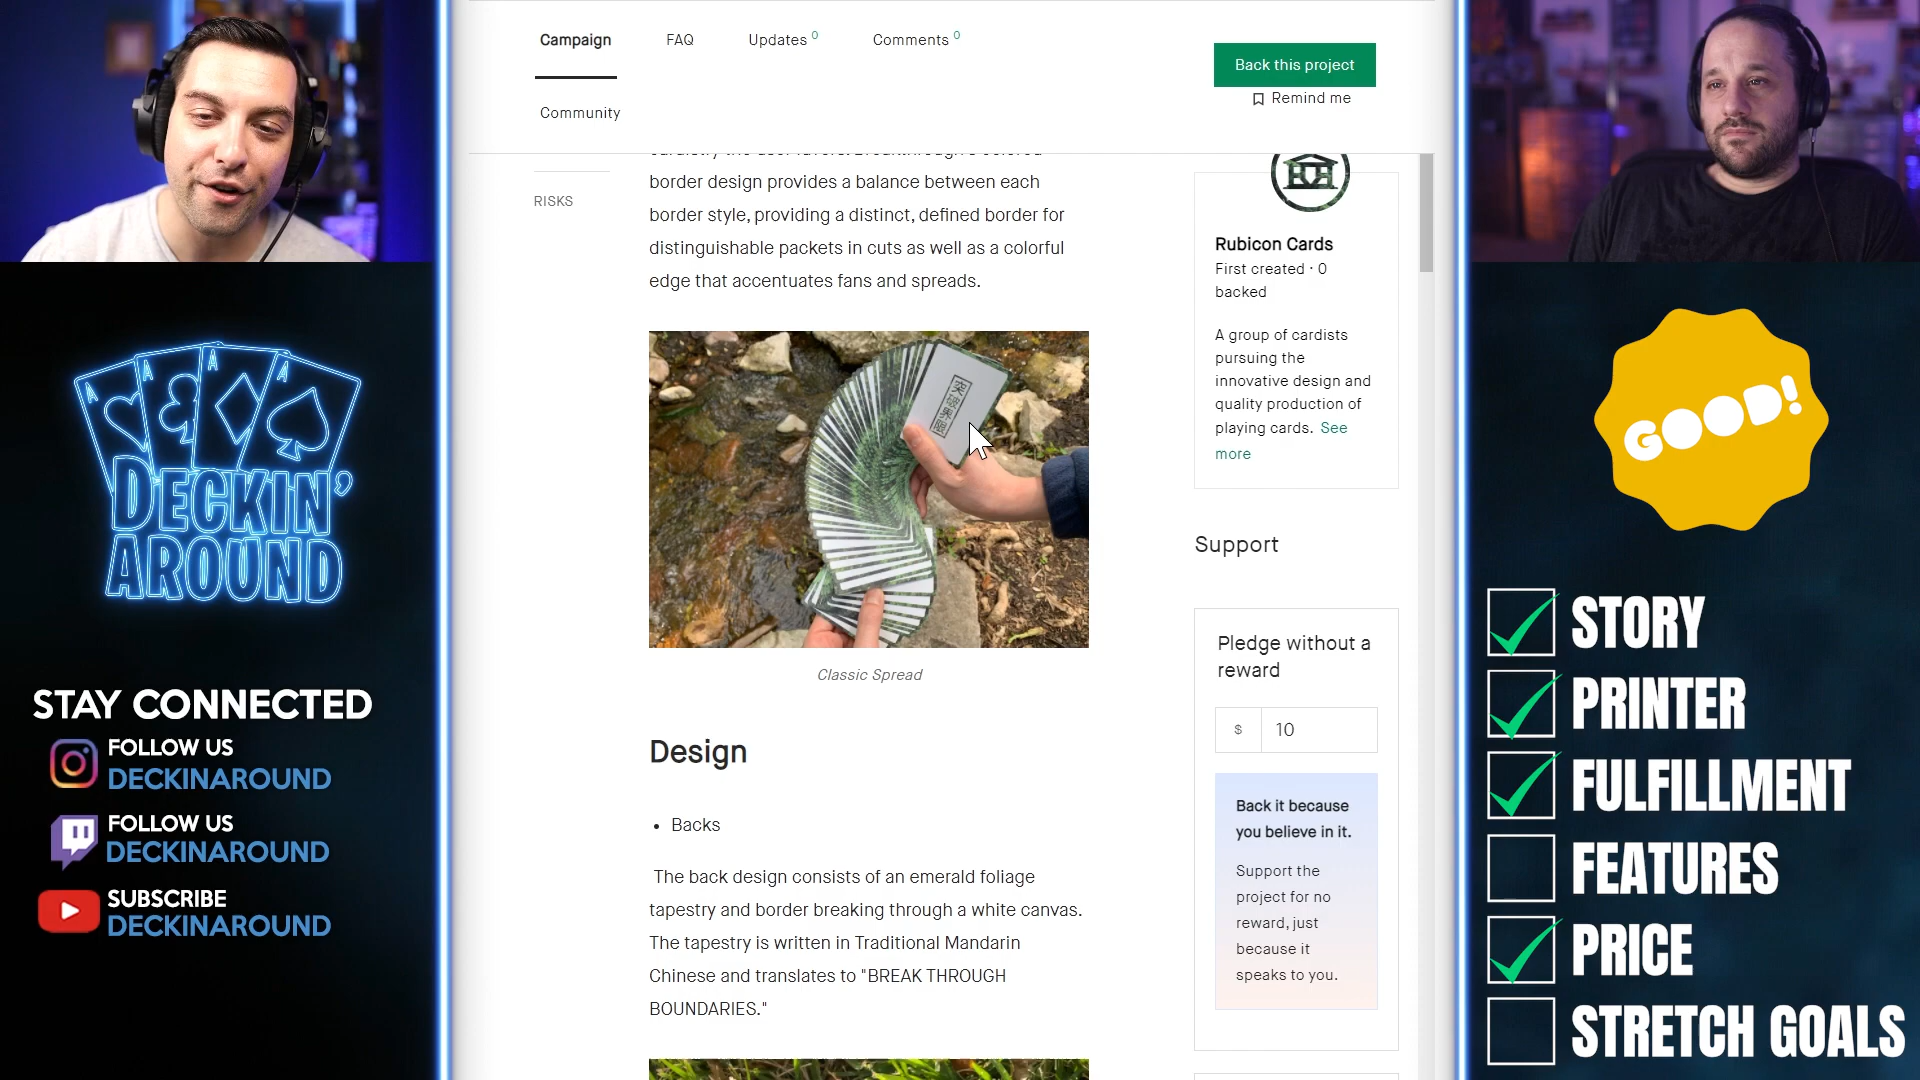 Campaign
FAQ
Updates 0
Comments 0
Community
Back this project
Remind me
RISKS
border design provides a balance between each
border style, providing a distinct, defined border for
distinguishable packets in cuts as well as a colorful
edge that accentuates fans and spreads.
突破界限
Classic Spread
Design
• Backs
The back design consists of an emerald foliage
tapestry and border breaking through a white canvas.
The tapestry is written in Traditional Mandarin
Chinese and translates to "BREAK THROUGH
BOUNDARIES."
Rubicon Cards
First created · 0
backed
A group of cardists
pursuing the
innovative design and
quality production of
playing cards. See
more
Support
Pledge without a
reward
$ 10
Back it because
you believe in it.
Support the
project for no
reward, just
because it
speaks to you.
A
A
A
A
DECKIN'
AROUND
STAY CONNECTED
FOLLOW US
DECKINAROUND
FOLLOW US
DECKINAROUND
SUBSCRIBE
DECKINAROUND
GOOD!
STORY
PRINTER
FULFILLMENT
FEATURES
PRICE
STRETCH GOALS